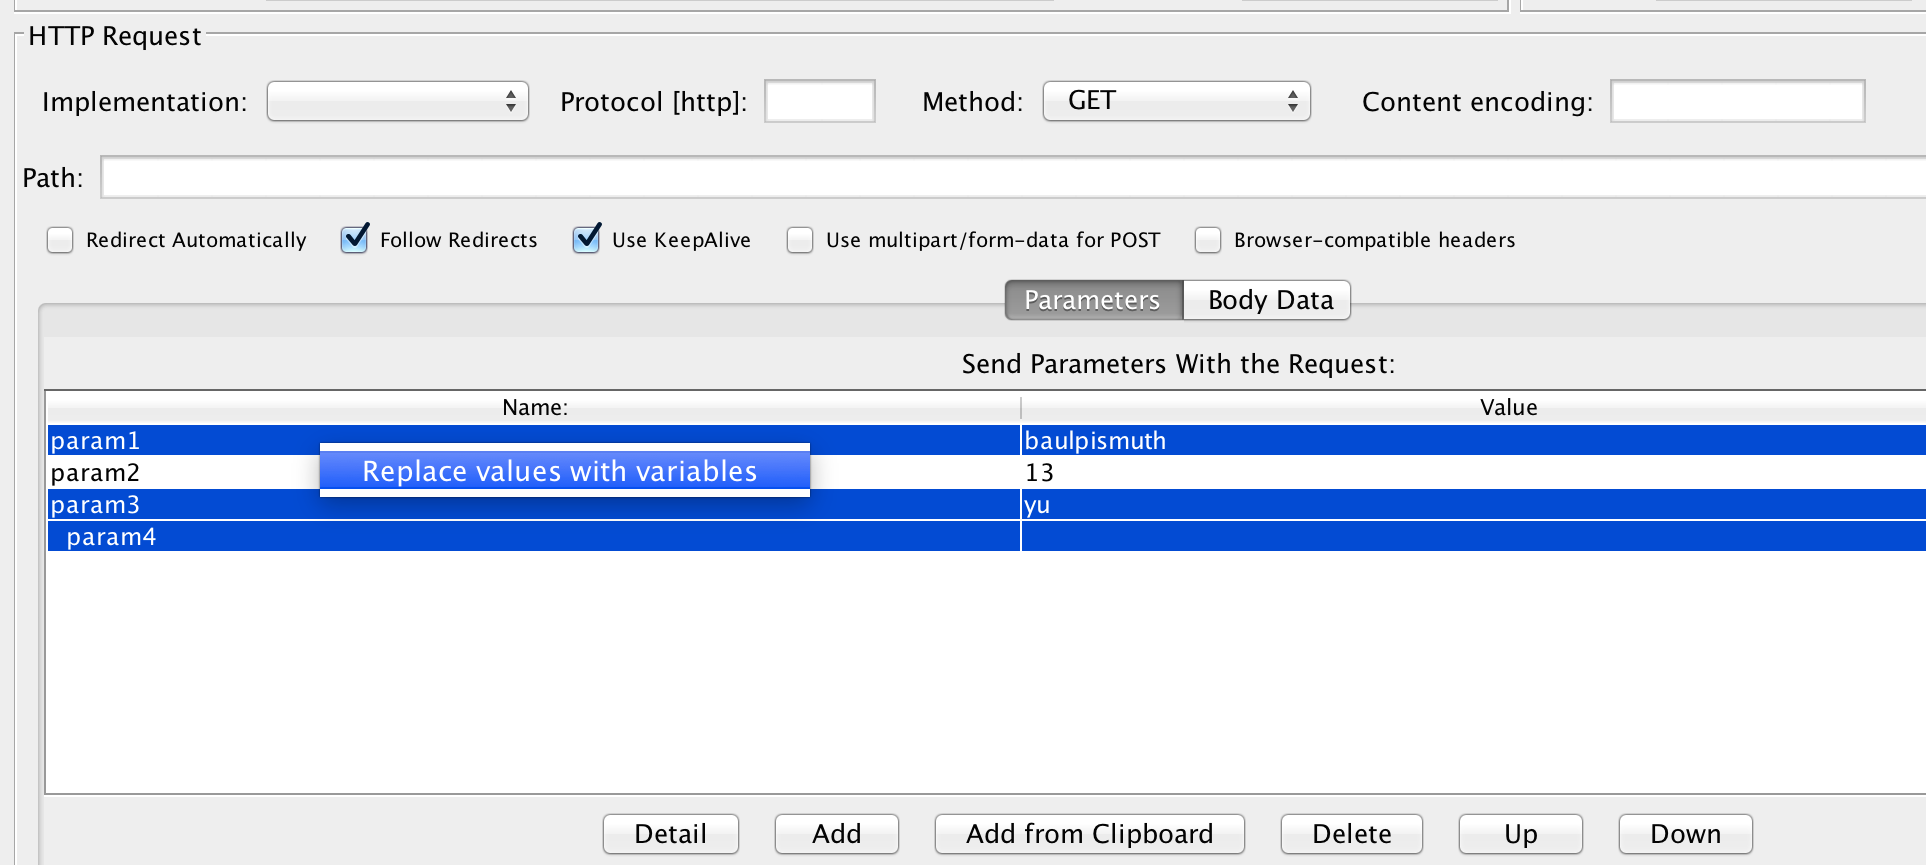 HTTP Request
Implementation: Protocol [http]: Method: GET Content encoding:
Path:
Redirect Automatically Follow Redirects Use KeepAlive Use multipart/form-data for POST Browser-compatible headers
Parameters Body Data
Send Parameters With the Request:
Name: Value
param1 baulpismuth
Replace values with variables
param2 13
param3 yu
param4
Detail Add Add from Clipboard Delete Up Down